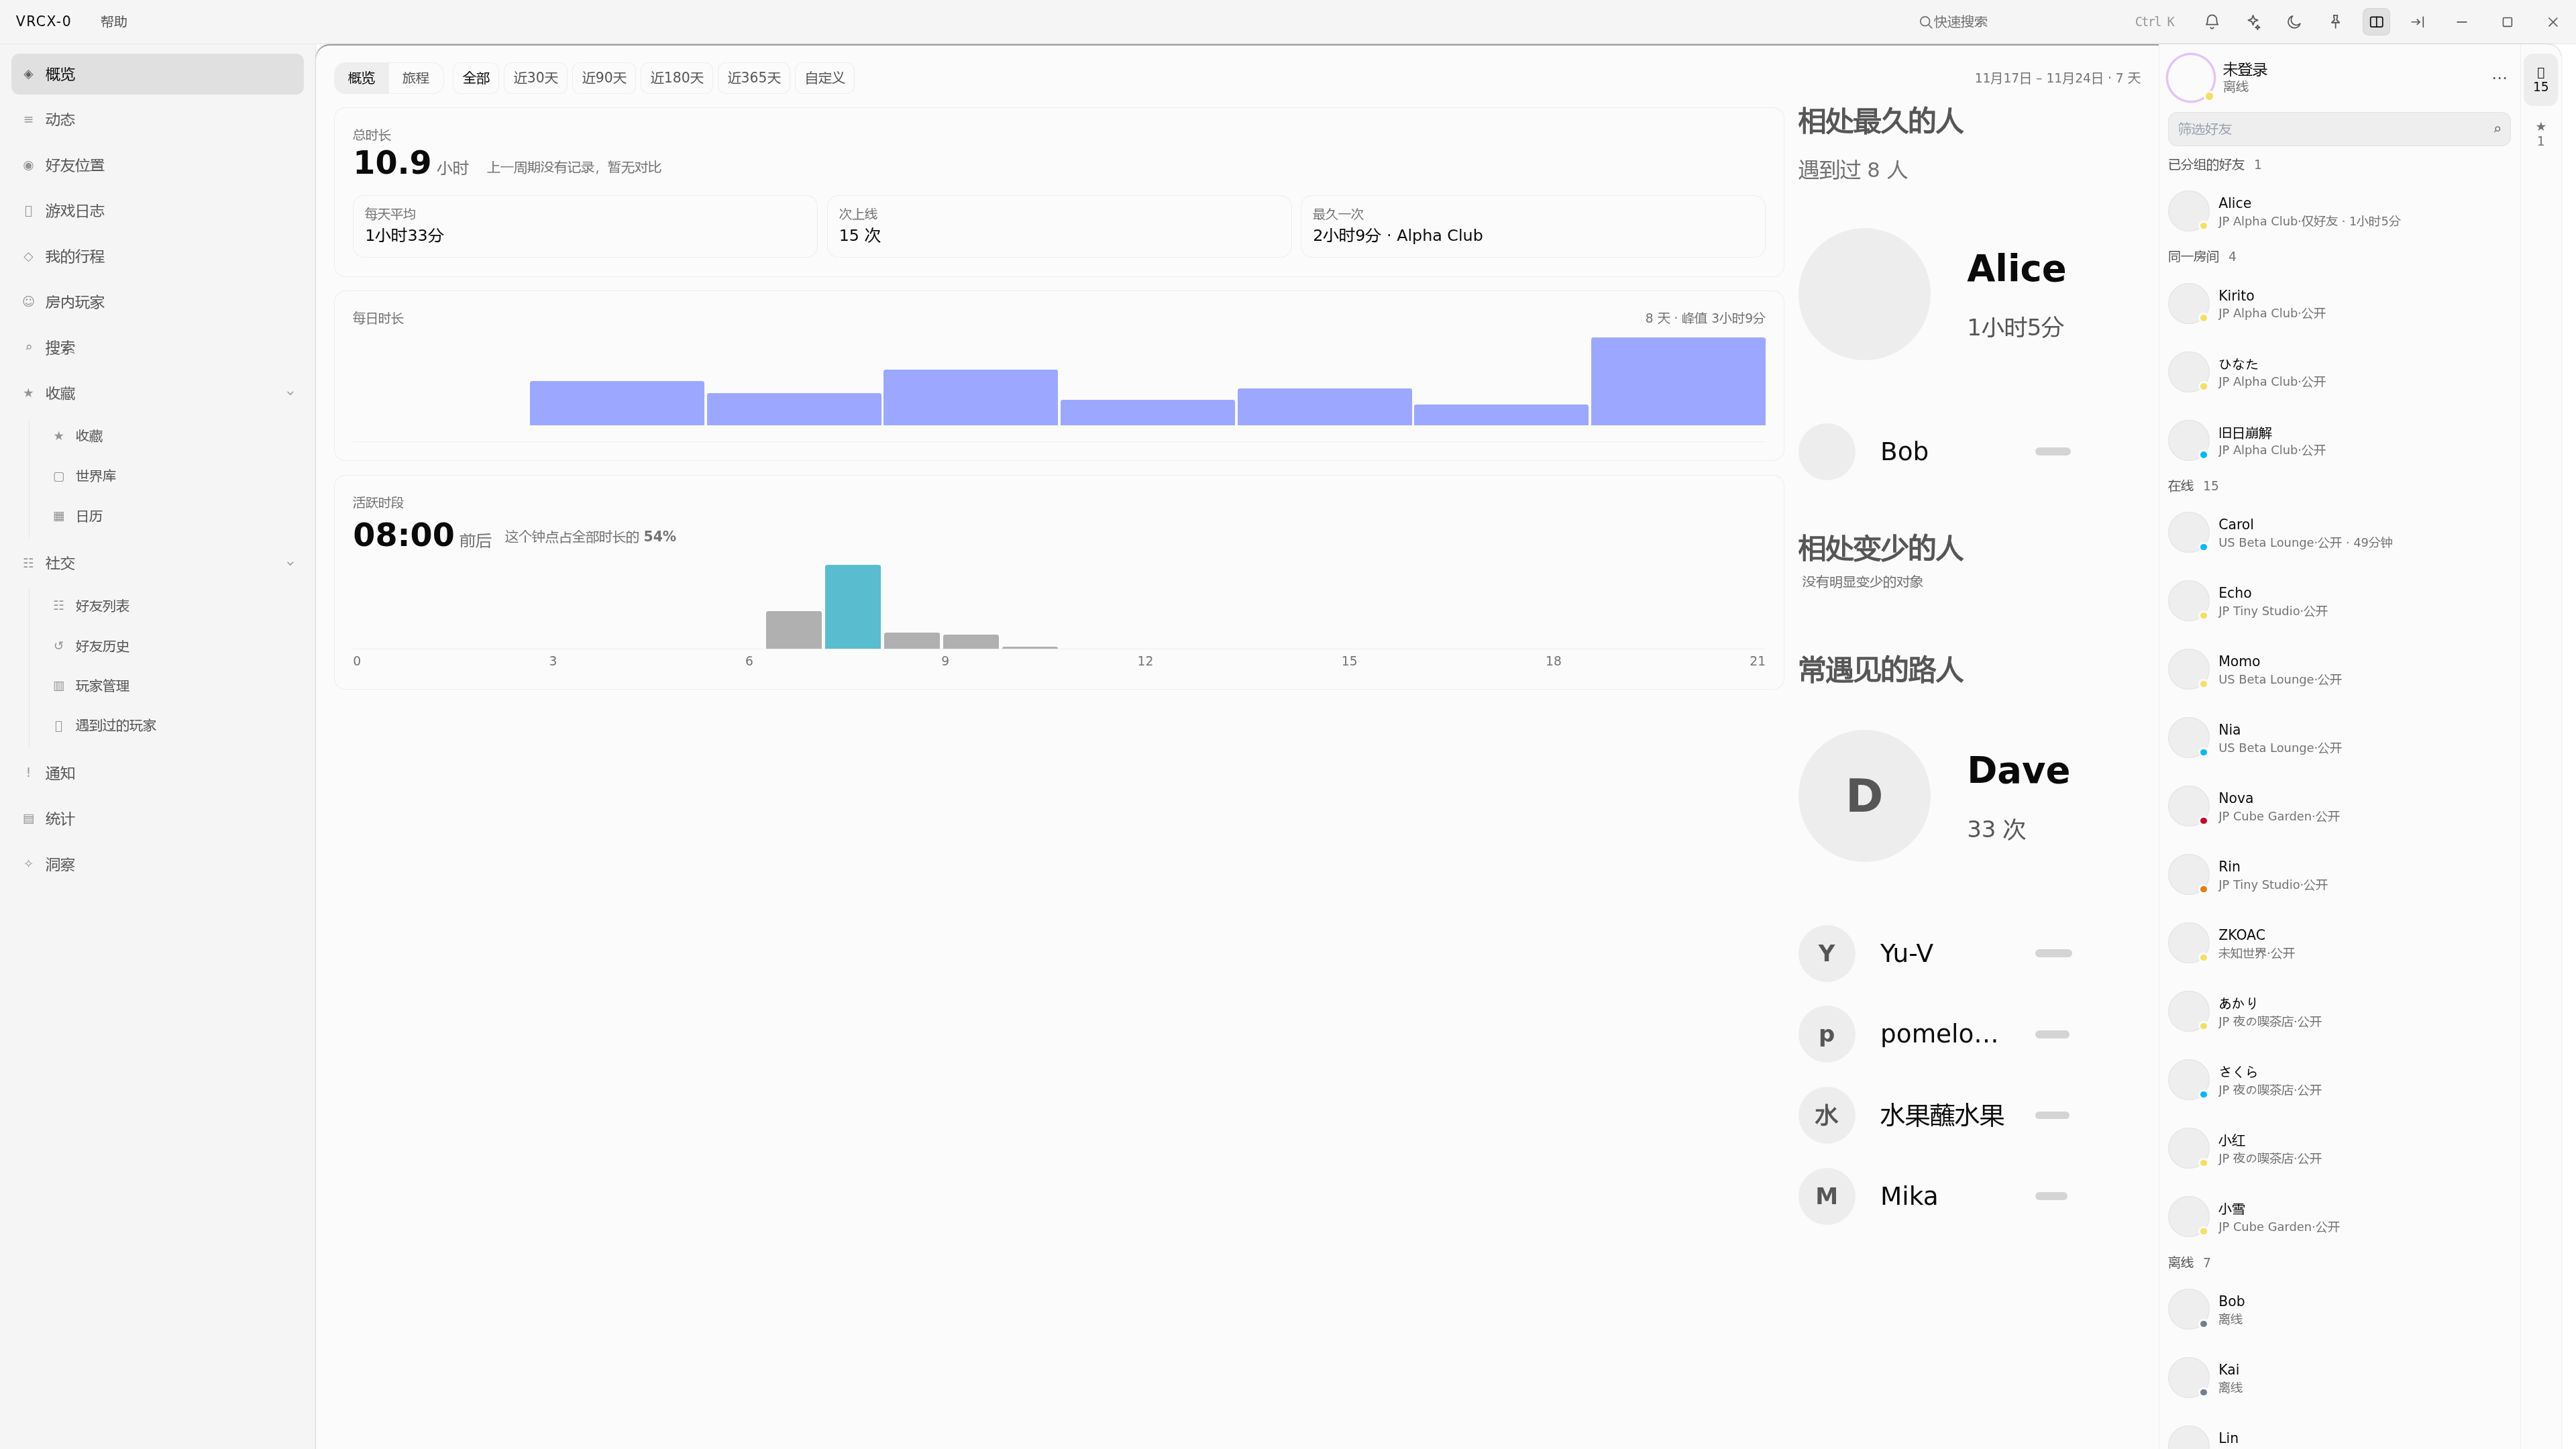 VRCX-0
帮助
快速搜索
Ctrl K
概览
动态
好友位置
游戏日志
我的行程
房内玩家
搜索
收藏
收藏
世界库
日历
社交
好友列表
好友历史
玩家管理
遇到过的玩家
通知
统计
洞察
概览
旅程
全部
近30天
近90天
近180天
近365天
自定义
11月17日 – 11月24日 · 7 天
总时长
10.9 小时 上一周期没有记录，暂无对比
每天平均
1小时33分
次上线
15 次
最久一次
2小时9分 · Alpha Club
每日时长
8 天 · 峰值 3小时9分
活跃时段
08:00 前后 这个钟点占全部时长的 54%
0 3 6 9 12 15 18 21
相处最久的人
遇到过 8 人
Alice
1小时5分
Bob
相处变少的人
没有明显变少的对象
常遇见的路人
D
Dave
33 次
Y Yu-V
p pomelo…
水 水果蘸水果
M Mika
未登录
离线
…
筛选好友
已分组的好友 1
Alice
JP Alpha Club·仅好友 · 1小时5分
同一房间 4
Kirito
JP Alpha Club·公开
ひなた
JP Alpha Club·公开
旧日崩解
JP Alpha Club·公开
在线 15
Carol
US Beta Lounge·公开 · 49分钟
Echo
JP Tiny Studio·公开
Momo
US Beta Lounge·公开
Nia
US Beta Lounge·公开
Nova
JP Cube Garden·公开
Rin
JP Tiny Studio·公开
ZKOAC
未知世界·公开
あかり
JP 夜の喫茶店·公开
さくら
JP 夜の喫茶店·公开
小红
JP 夜の喫茶店·公开
小雪
JP Cube Garden·公开
离线 7
Bob
离线
Kai
离线
Lin
15
★
1